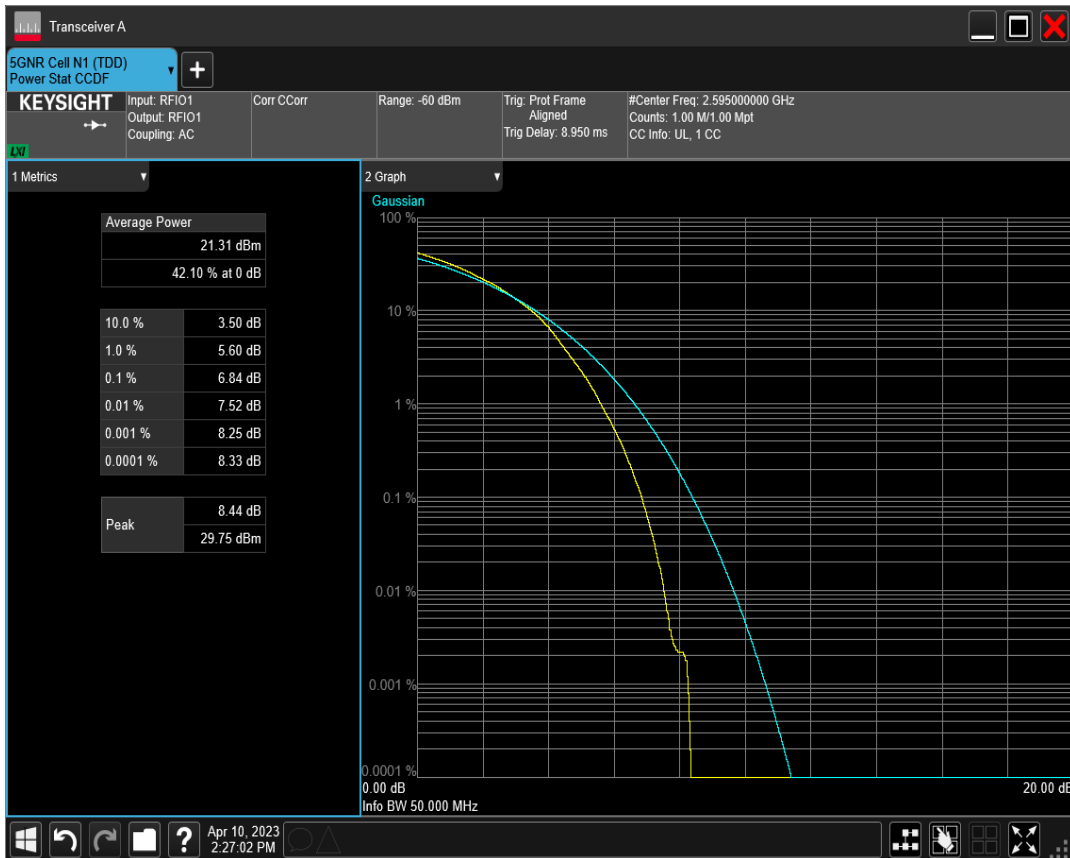 Transceiver A
5GNR Cell N1 (TDD)
Power Stat CCDF
+
KEYSIGHT
LXI
Input: RFIO1
Output: RFIO1
Coupling: AC
Corr CCorr
Range: -60 dBm
Trig: Prot Frame
Aligned
Trig Delay: 8.950 ms
#Center Freq: 2.595000000 GHz
Counts: 1.00 M/1.00 Mpt
CC Info: UL, 1 CC
1 Metrics
Average Power
21.31 dBm
42.10 % at 0 dB
10.0 % 3.50 dB
1.0 % 5.60 dB
0.1 % 6.84 dB
0.01 % 7.52 dB
0.001 % 8.25 dB
0.0001 % 8.33 dB
Peak
8.44 dB
29.75 dBm
2 Graph
Gaussian
100 %
10 %
1 %
0.1 %
0.01 %
0.001 %
0.0001 %
0.00 dB
20.00 dB
Info BW 50.000 MHz
?
Apr 10, 2023
2:27:02 PM